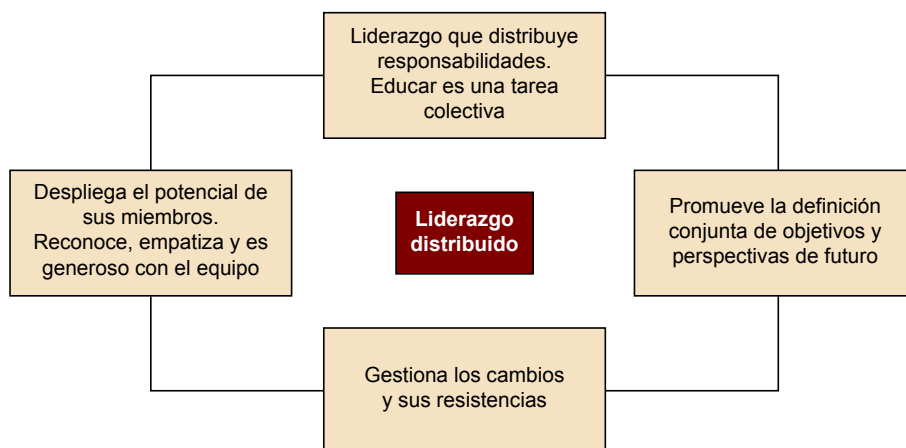 Liderazgo que distribuye
responsabilidades.
Educar es una tarea
colectiva
Despliega el potencial de
sus miembros.
Reconoce, empatiza y es
generoso con el equipo
Liderazgo
distribuido
Promueve la definición
conjunta de objetivos y
perspectivas de futuro
Gestiona los cambios
y sus resistencias